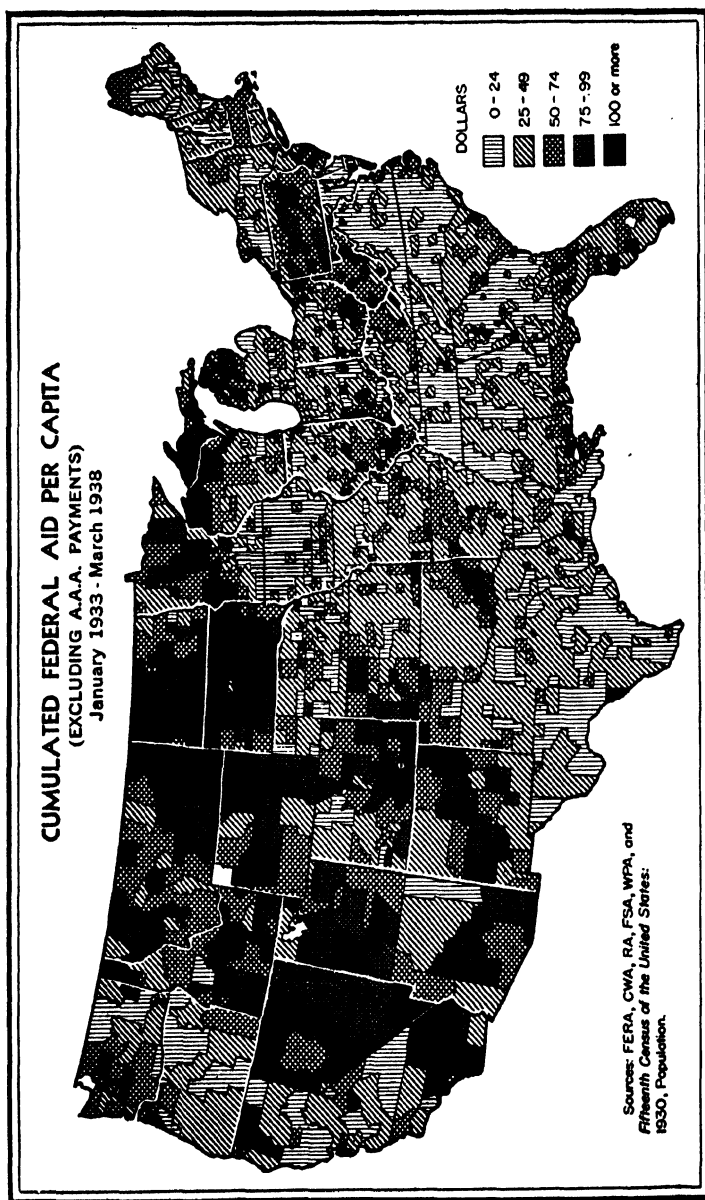 CUMULATED FEDERAL AID PER CAPITA
(EXCLUDING A.A.A. PAYMENTS)
January 1933 - March 1938
DOLLARS
0 - 24
25 - 49
50 - 74
75 - .99
100 or more
Sources: FERA, CWA, RA, FSA, WPA, and
Fifteenth Census of the United States:
1930, Population.